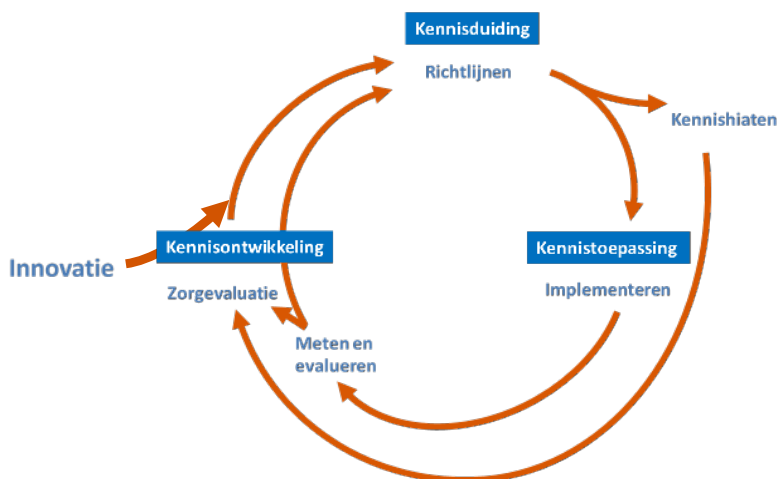 Kennisduiding
Richtlijnen
Kennishiaten
Kennisontwikkeling
Kennistoepassing
Innovatie
Zorgevaluatie
Implementeren
Meten en
evalueren